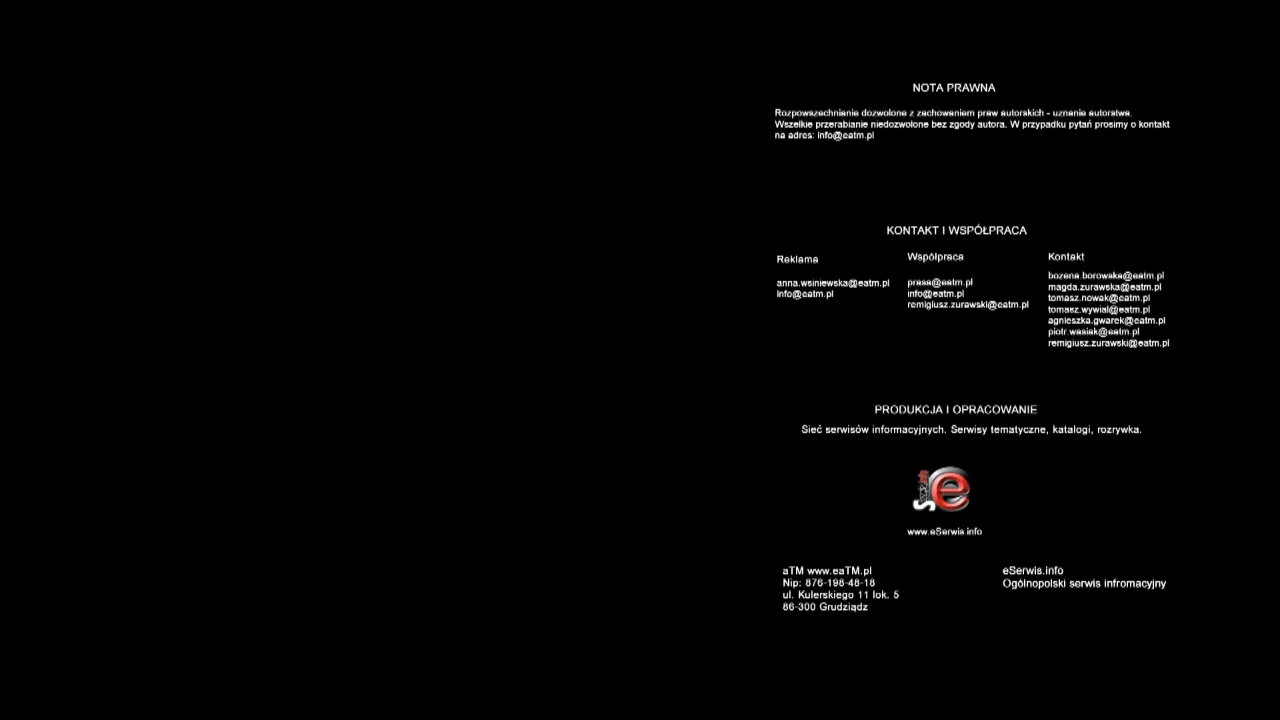 NOTA PRAWNA
Rozpowszechnianie dozwolone z zachowaniem praw autorskich - uznanie autorstwa.
Wszelkie przerabianie niedozwolone bez zgody autora. W przypadku pytań prosimy o kontakt
na adres: info@eatm.pl
KONTAKT I WSPÓŁPRACA
Reklama
anna.wsiniewska@eatm.pl
info@eatm.pl
Współpraca
prasa@eatm.pl
info@eatm.pl
remigiusz.zurawski@eatm.pl
Kontakt
bozena.borowska@eatm.pl
magda.zurawska@eatm.pl
tomasz.nowak@eatm.pl
tomasz.wywial@eatm.pl
agnieszka.gwarek@eatm.pl
piotr.wasiak@eatm.pl
remigiusz.zurawski@eatm.pl
PRODUKCJA I OPRACOWANIE
Sieć serwisów informacyjnych. Serwisy tematyczne, katalogi, rozrywka.
e
www.eSerwis.info
aTM www.eaTM.pl
Nip: 876-198-48-18
ul. Kulerskiego 11 lok. 5
86-300 Grudziądz
eSerwis.info
Ogólnopolski serwis infromacyjny